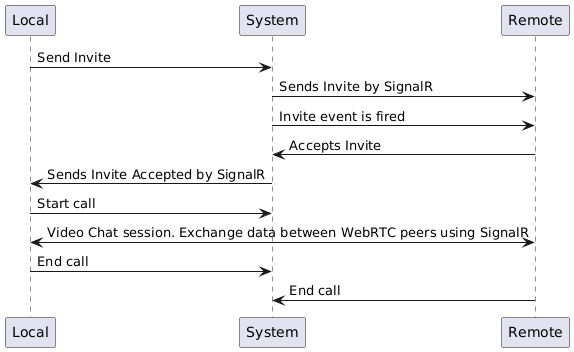 Local System Remote
Send Invite
Sends Invite by SignalR
Invite event is fired
Accepts Invite
Sends Invite Accepted by SignalR
Start call
Video Chat session. Exchange data between WebRTC peers using SignalR
End call
End call
Local System Remote